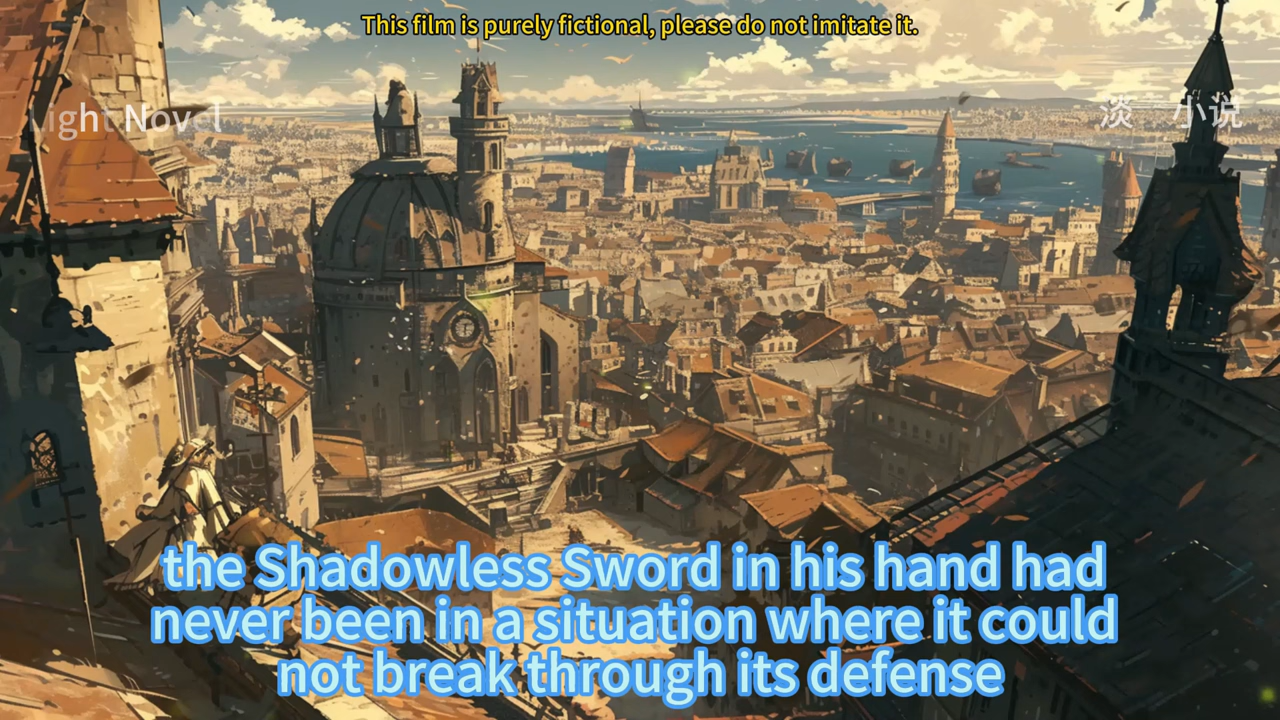 This film is purely fictional, please do not imitate it.
Light Novel
淡 小说
the Shadowless Sword in his hand had
never been in a situation where it could
not break through its defense